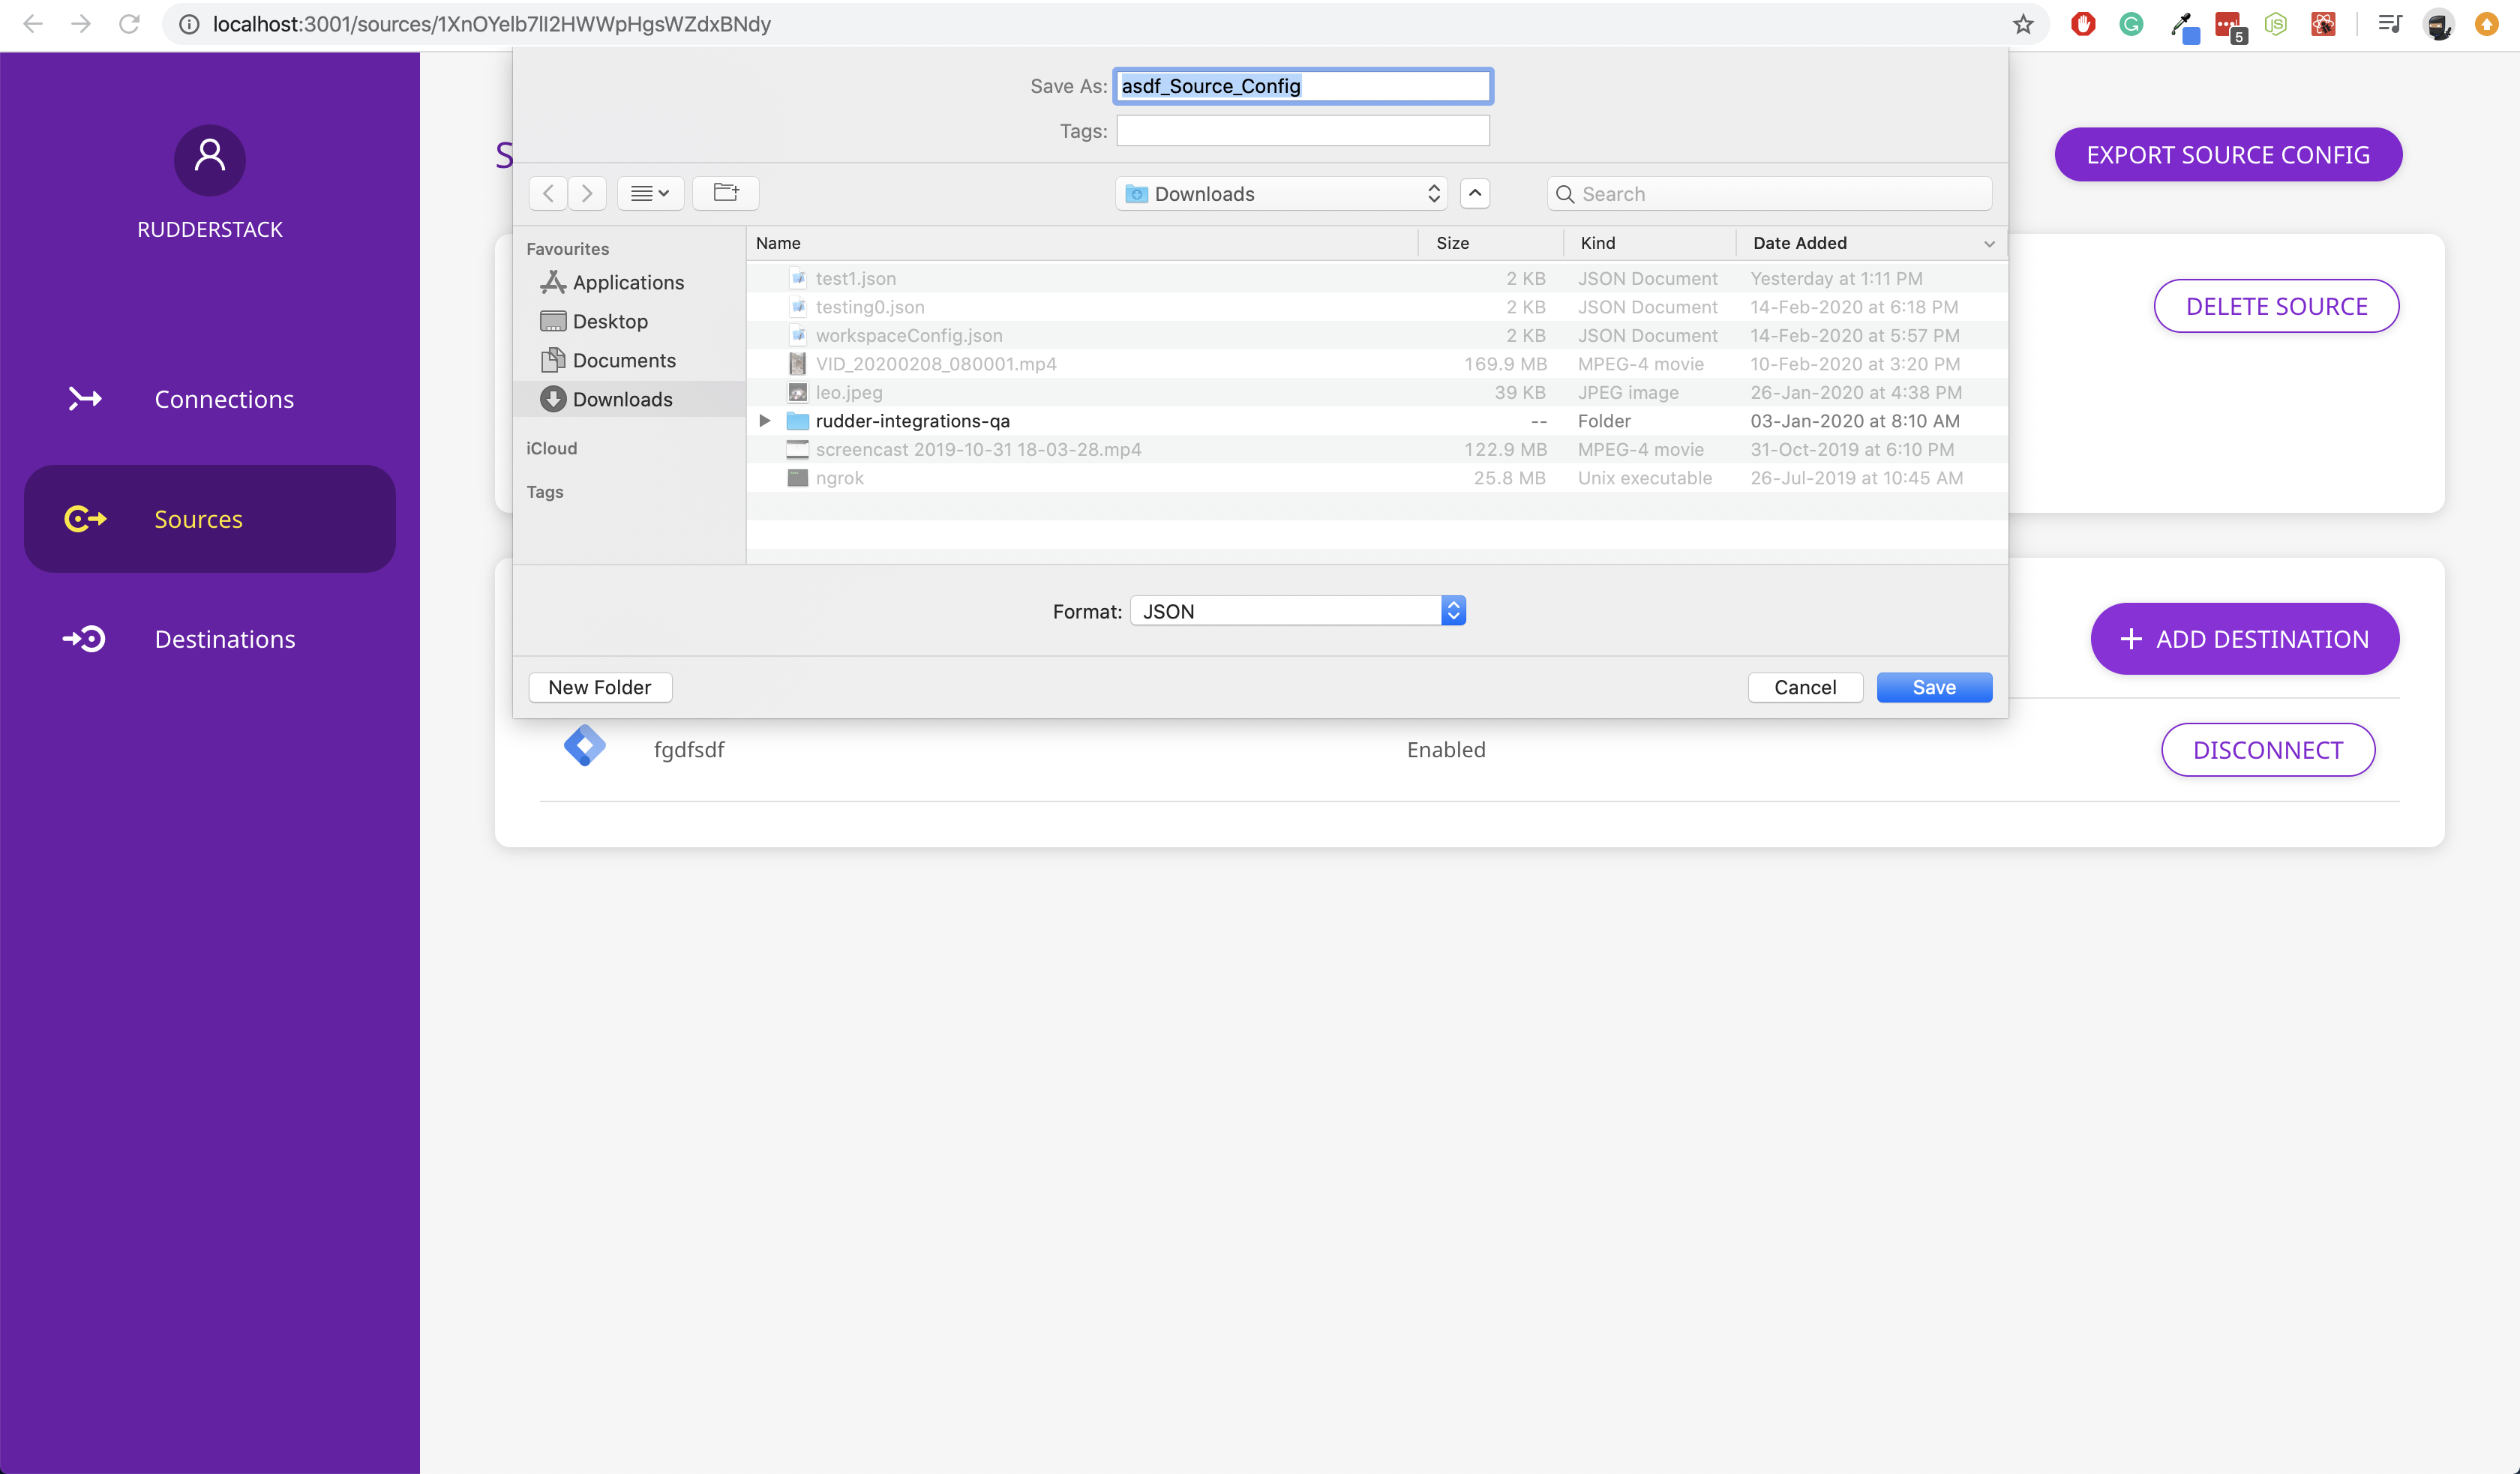 localhost:3001/sources/1XnOYelb7lI2HWWpHgsWZdxBNdy
5
RUDDERSTACK
Connections
Sources
Destinations
S
EXPORT SOURCE CONFIG
DELETE SOURCE
+ ADD DESTINATION
fgdfsdf Enabled DISCONNECT
Save As: asdf_Source_Config
Tags:
Downloads
Search
Favourites
Applications
Desktop
Documents
Downloads
iCloud
Tags
Name Size Kind Date Added
test1.json 2 KB JSON Document Yesterday at 1:11 PM
testing0.json 2 KB JSON Document 14-Feb-2020 at 6:18 PM
workspaceConfig.json 2 KB JSON Document 14-Feb-2020 at 5:57 PM
VID_20200208_080001.mp4 169.9 MB MPEG-4 movie 10-Feb-2020 at 3:20 PM
leo.jpeg 39 KB JPEG image 26-Jan-2020 at 4:38 PM
rudder-integrations-qa -- Folder 03-Jan-2020 at 8:10 AM
screencast 2019-10-31 18-03-28.mp4 122.9 MB MPEG-4 movie 31-Oct-2019 at 6:10 PM
ngrok 25.8 MB Unix executable 26-Jul-2019 at 10:45 AM
Format: JSON
New Folder Cancel Save